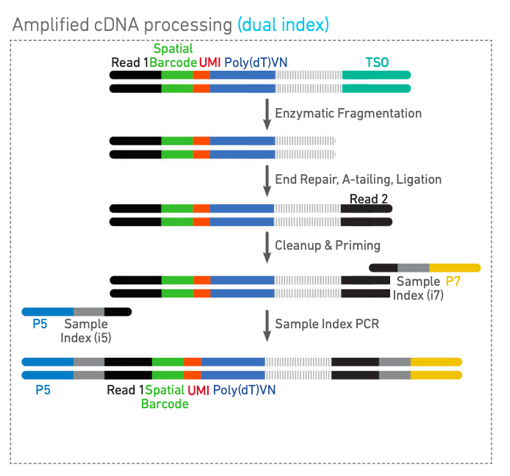 Amplified cDNA processing (dual index)
Spatial
Read 1 Barcode UMI Poly(dT)VN TSO
Enzymatic Fragmentation
End Repair, A-tailing, Ligation
Read 2
Cleanup & Priming
Sample P7
Index (i7)
P5 Sample
Index (i5)
Sample Index PCR
P5 Read 1 Spatial UMI Poly(dT)VN
Barcode